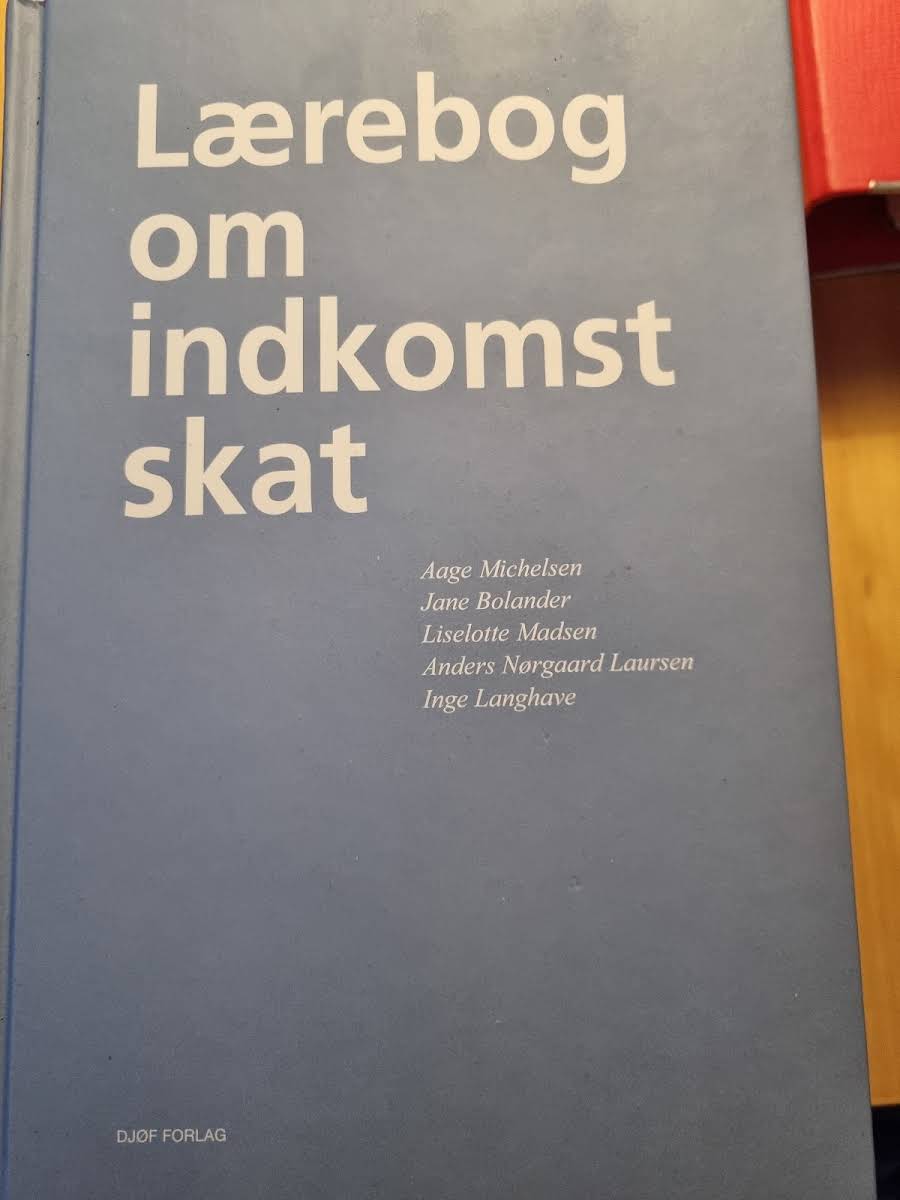 Lærebog
om
indkomst
skat
Aage Michelsen
Jane Bolander
Liselotte Madsen
Anders Nørgaard Laursen
Inge Langhave
DJØF FORLAG